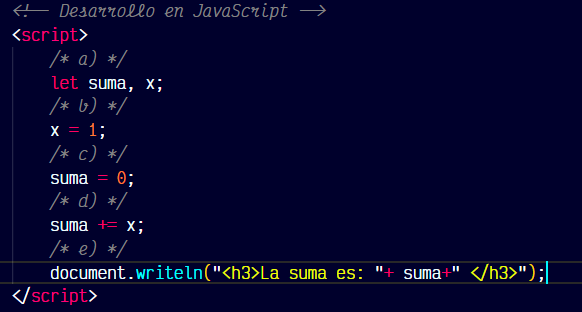 <!-- Desarrollo en JavaScript -->
<script>
/* a) */
let suma, x;
/* b) */
x = 1;
/* c) */
suma = 0;
/* d) */
suma += x;
/* e) */
document.writeln("<h3>La suma es: "+ suma+" </h3>");
</script>